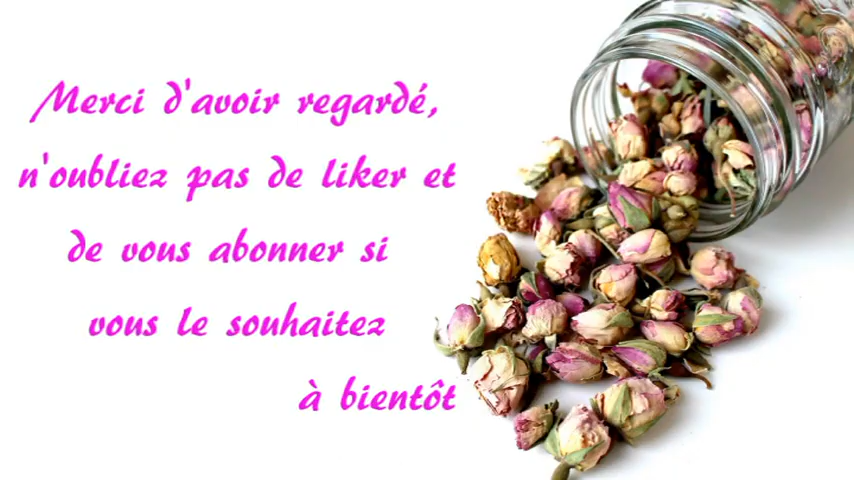 Merci d'avoir regardé,
n'oubliez pas de liker et
de vous abonner si
vous le souhaitez
à bientôt